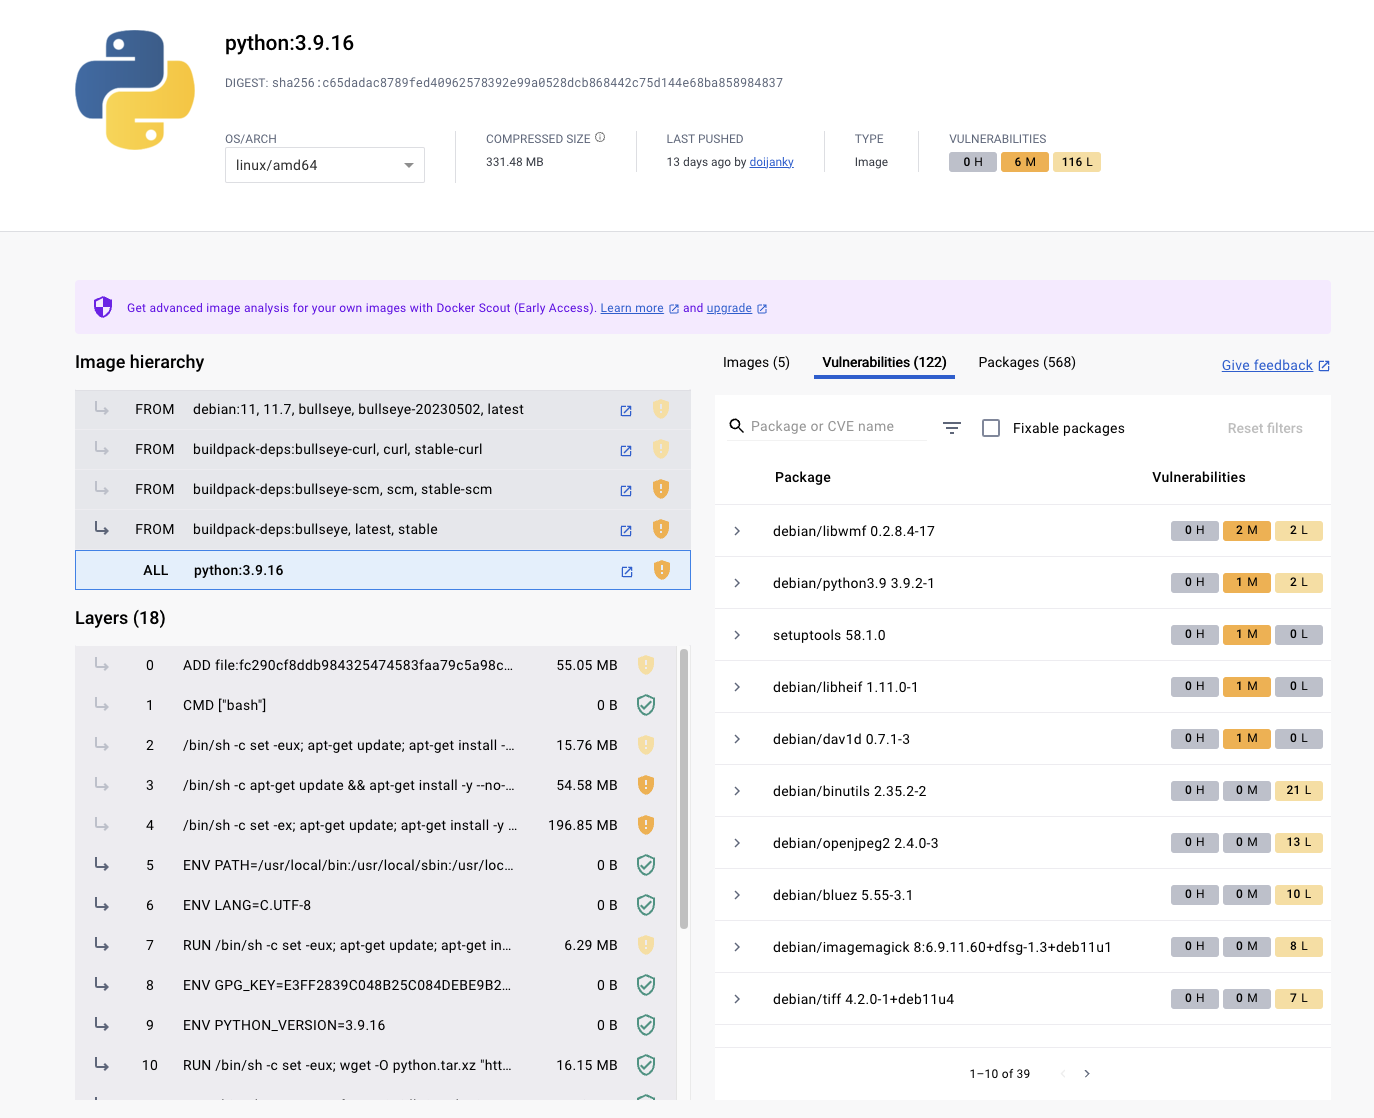 python:3.9.16
DIGEST: sha256:c65dadac8789fed40962578392e99a0528dcb868442c75d144e68ba858984837
OS/ARCH
linux/amd64
COMPRESSED SIZE
331.48 MB
LAST PUSHED
13 days ago by doijanky
TYPE
Image
VULNERABILITIES
0 H 6 M 116 L
Get advanced image analysis for your own images with Docker Scout (Early Access). Learn more and upgrade
Image hierarchy
FROM debian:11, 11.7, bullseye, bullseye-20230502, latest
FROM buildpack-deps:bullseye-curl, curl, stable-curl
FROM buildpack-deps:bullseye-scm, scm, stable-scm
FROM buildpack-deps:bullseye, latest, stable
ALL python:3.9.16
Layers (18)
0 ADD file:fc290cf8ddb984325474583faa79c5a98c... 55.05 MB
1 CMD ["bash"] 0 B
2 /bin/sh -c set -eux; apt-get update; apt-get install -... 15.76 MB
3 /bin/sh -c apt-get update && apt-get install -y --no-... 54.58 MB
4 /bin/sh -c set -ex; apt-get update; apt-get install -y ... 196.85 MB
5 ENV PATH=/usr/local/bin:/usr/local/sbin:/usr/loc... 0 B
6 ENV LANG=C.UTF-8 0 B
7 RUN /bin/sh -c set -eux; apt-get update; apt-get in... 6.29 MB
8 ENV GPG_KEY=E3FF2839C048B25C084DEBE9B2... 0 B
9 ENV PYTHON_VERSION=3.9.16 0 B
10 RUN /bin/sh -c set -eux; wget -O python.tar.xz "htt... 16.15 MB
Images (5) Vulnerabilities (122) Packages (568)
Give feedback
Package or CVE name
Fixable packages
Reset filters
Package Vulnerabilities
debian/libwmf 0.2.8.4-17 0 H 2 M 2 L
debian/python3.9 3.9.2-1 0 H 1 M 2 L
setuptools 58.1.0 0 H 1 M 0 L
debian/libheif 1.11.0-1 0 H 1 M 0 L
debian/dav1d 0.7.1-3 0 H 1 M 0 L
debian/binutils 2.35.2-2 0 H 0 M 21 L
debian/openjpeg2 2.4.0-3 0 H 0 M 13 L
debian/bluez 5.55-3.1 0 H 0 M 10 L
debian/imagemagick 8:6.9.11.60+dfsg-1.3+deb11u1 0 H 0 M 8 L
debian/tiff 4.2.0-1+deb11u4 0 H 0 M 7 L
1–10 of 39